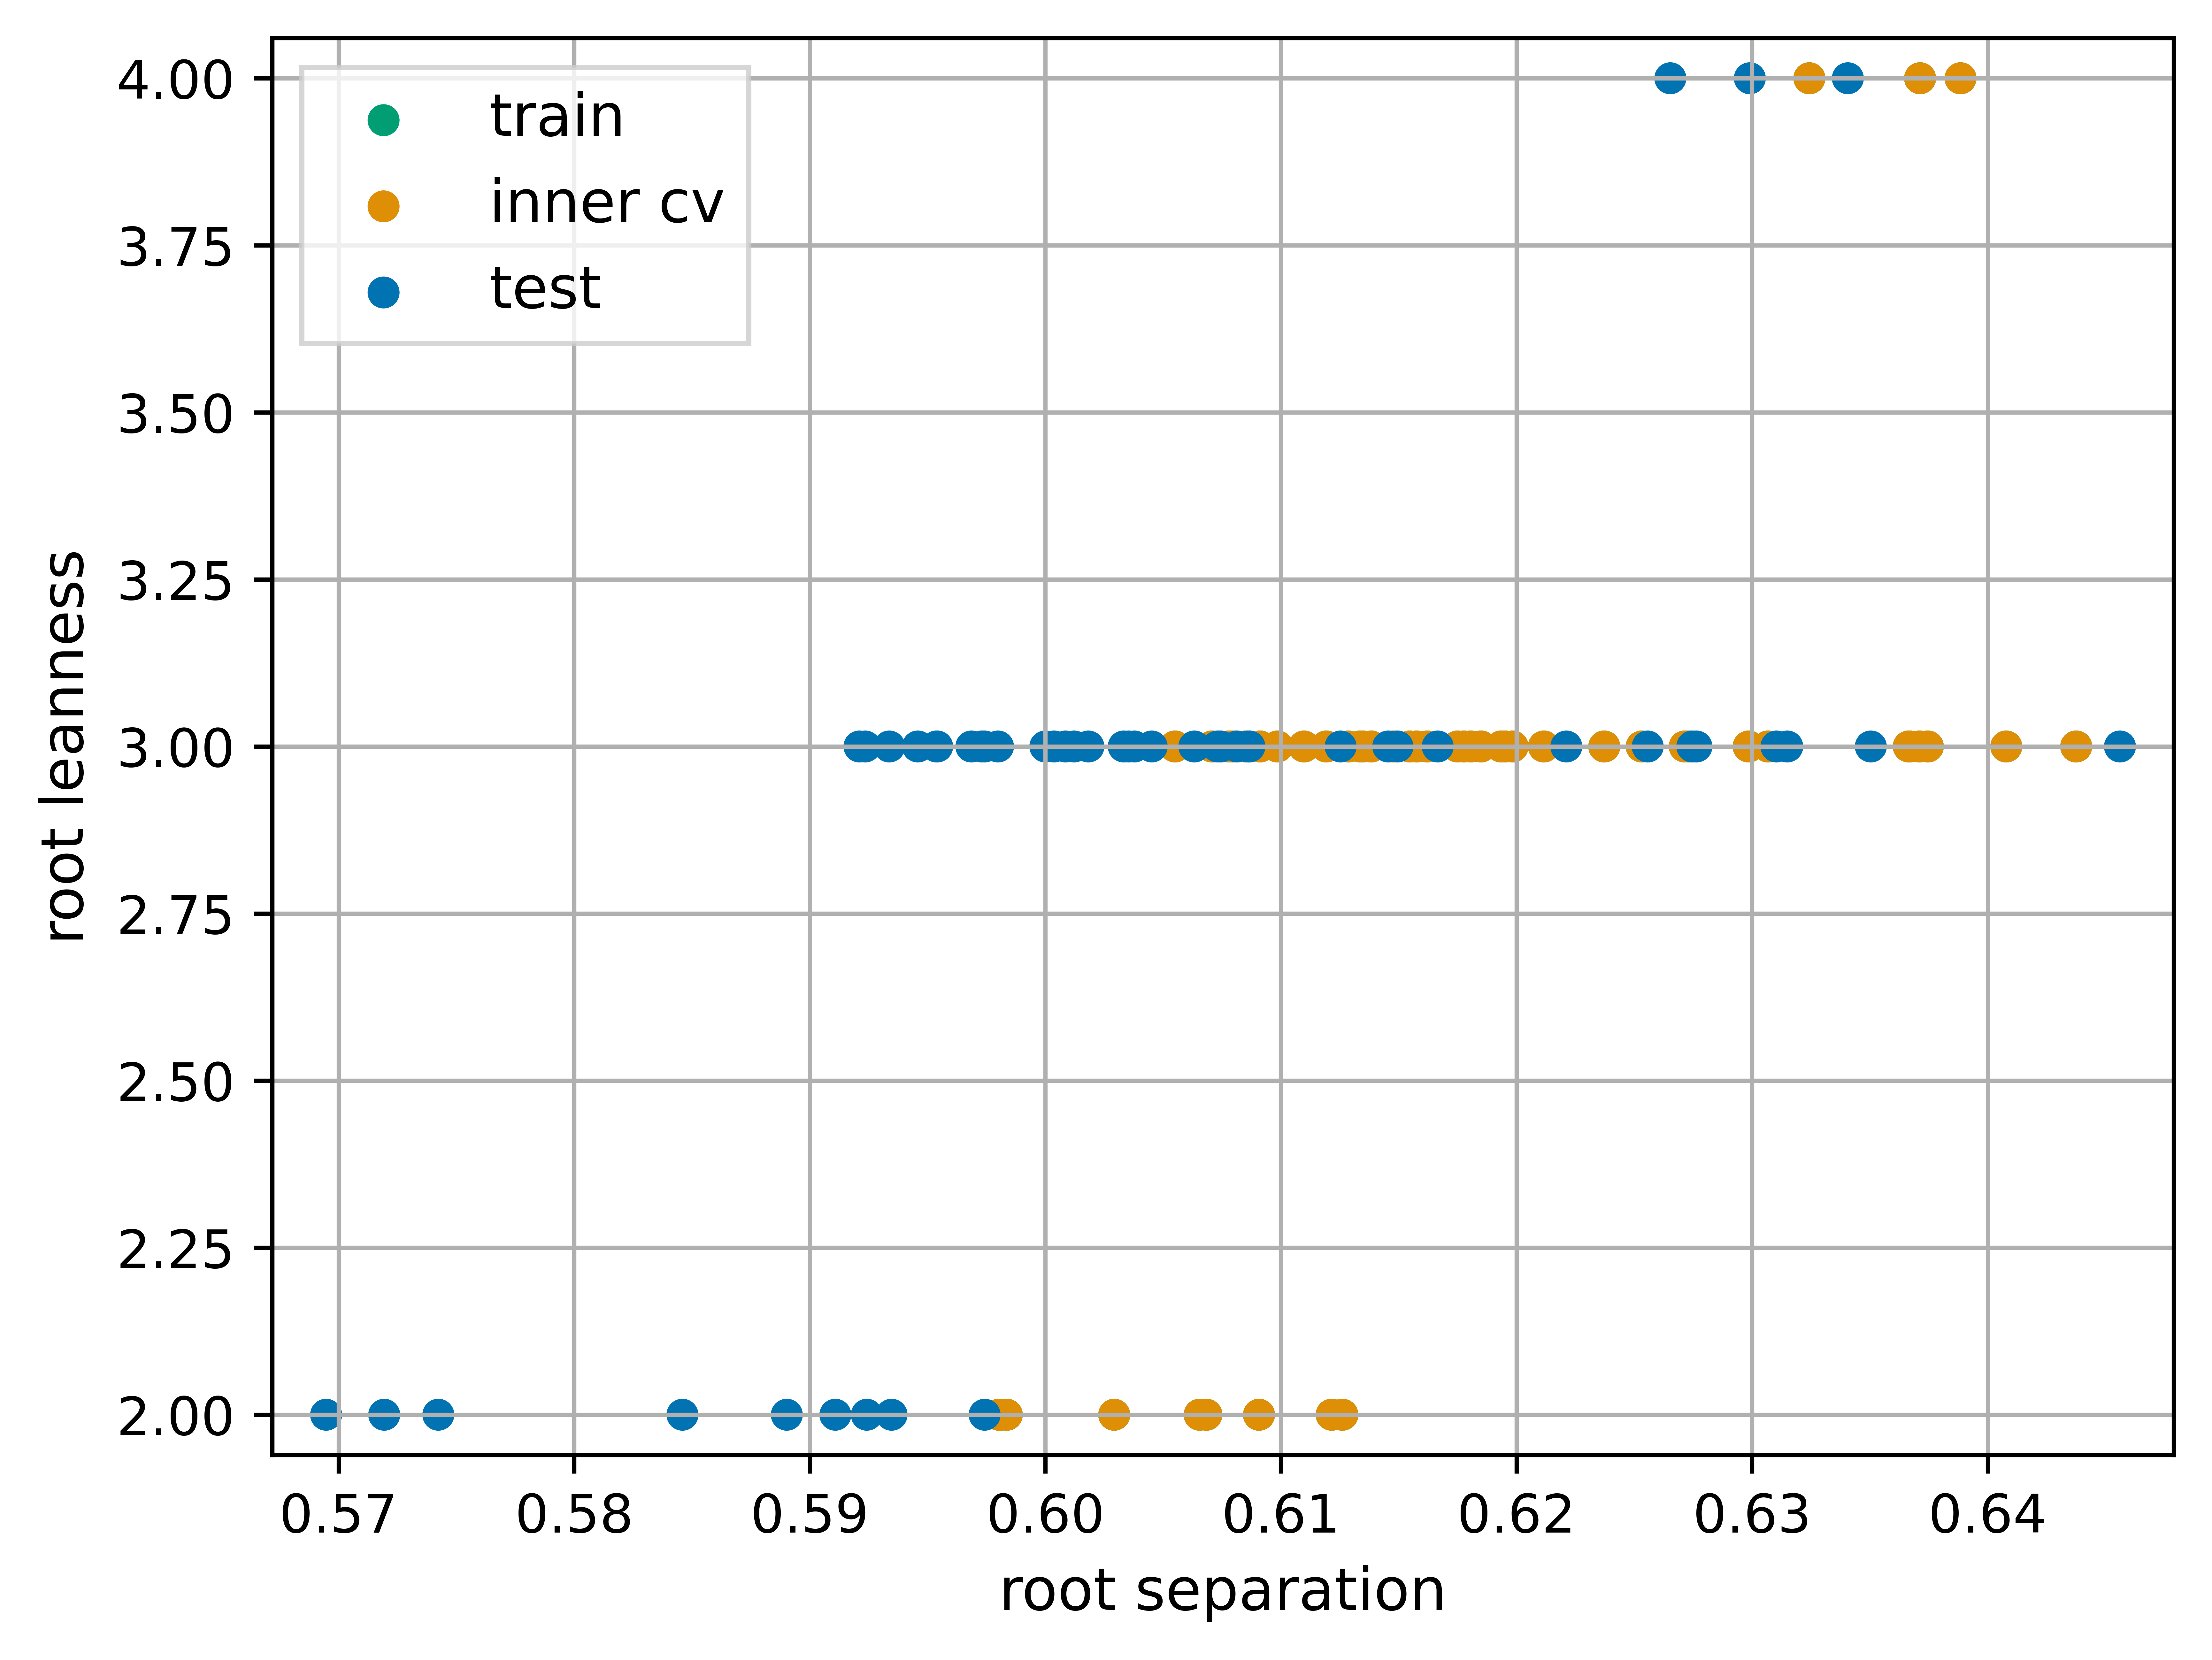 train
inner cv
test
4.00
3.75
3.50
3.25
3.00
2.75
2.50
2.25
2.00
root leanness
0.57 0.58 0.59 0.60 0.61 0.62 0.63 0.64
root separation